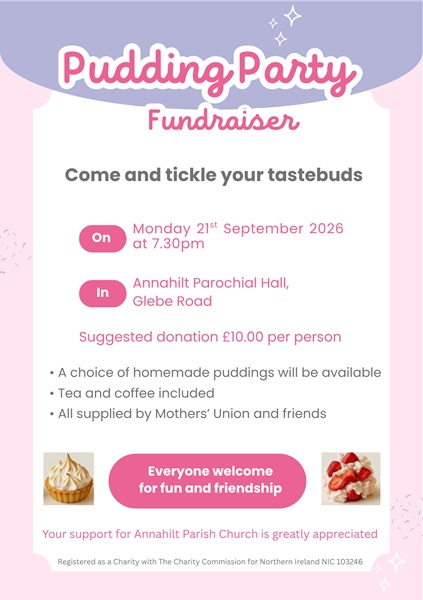 Pudding Party
Fundraiser
Come and tickle your tastebuds
On
Monday 21st September 2026
at 7.30pm
In
Annahilt Parochial Hall,
Glebe Road
Suggested donation £10.00 per person
• A choice of homemade puddings will be available
• Tea and coffee included
• All supplied by Mothers’ Union and friends
Everyone welcome
for fun and friendship
Your support for Annahilt Parish Church is greatly appreciated
Registered as a Charity with The Charity Commission for Northern Ireland NIC 103246